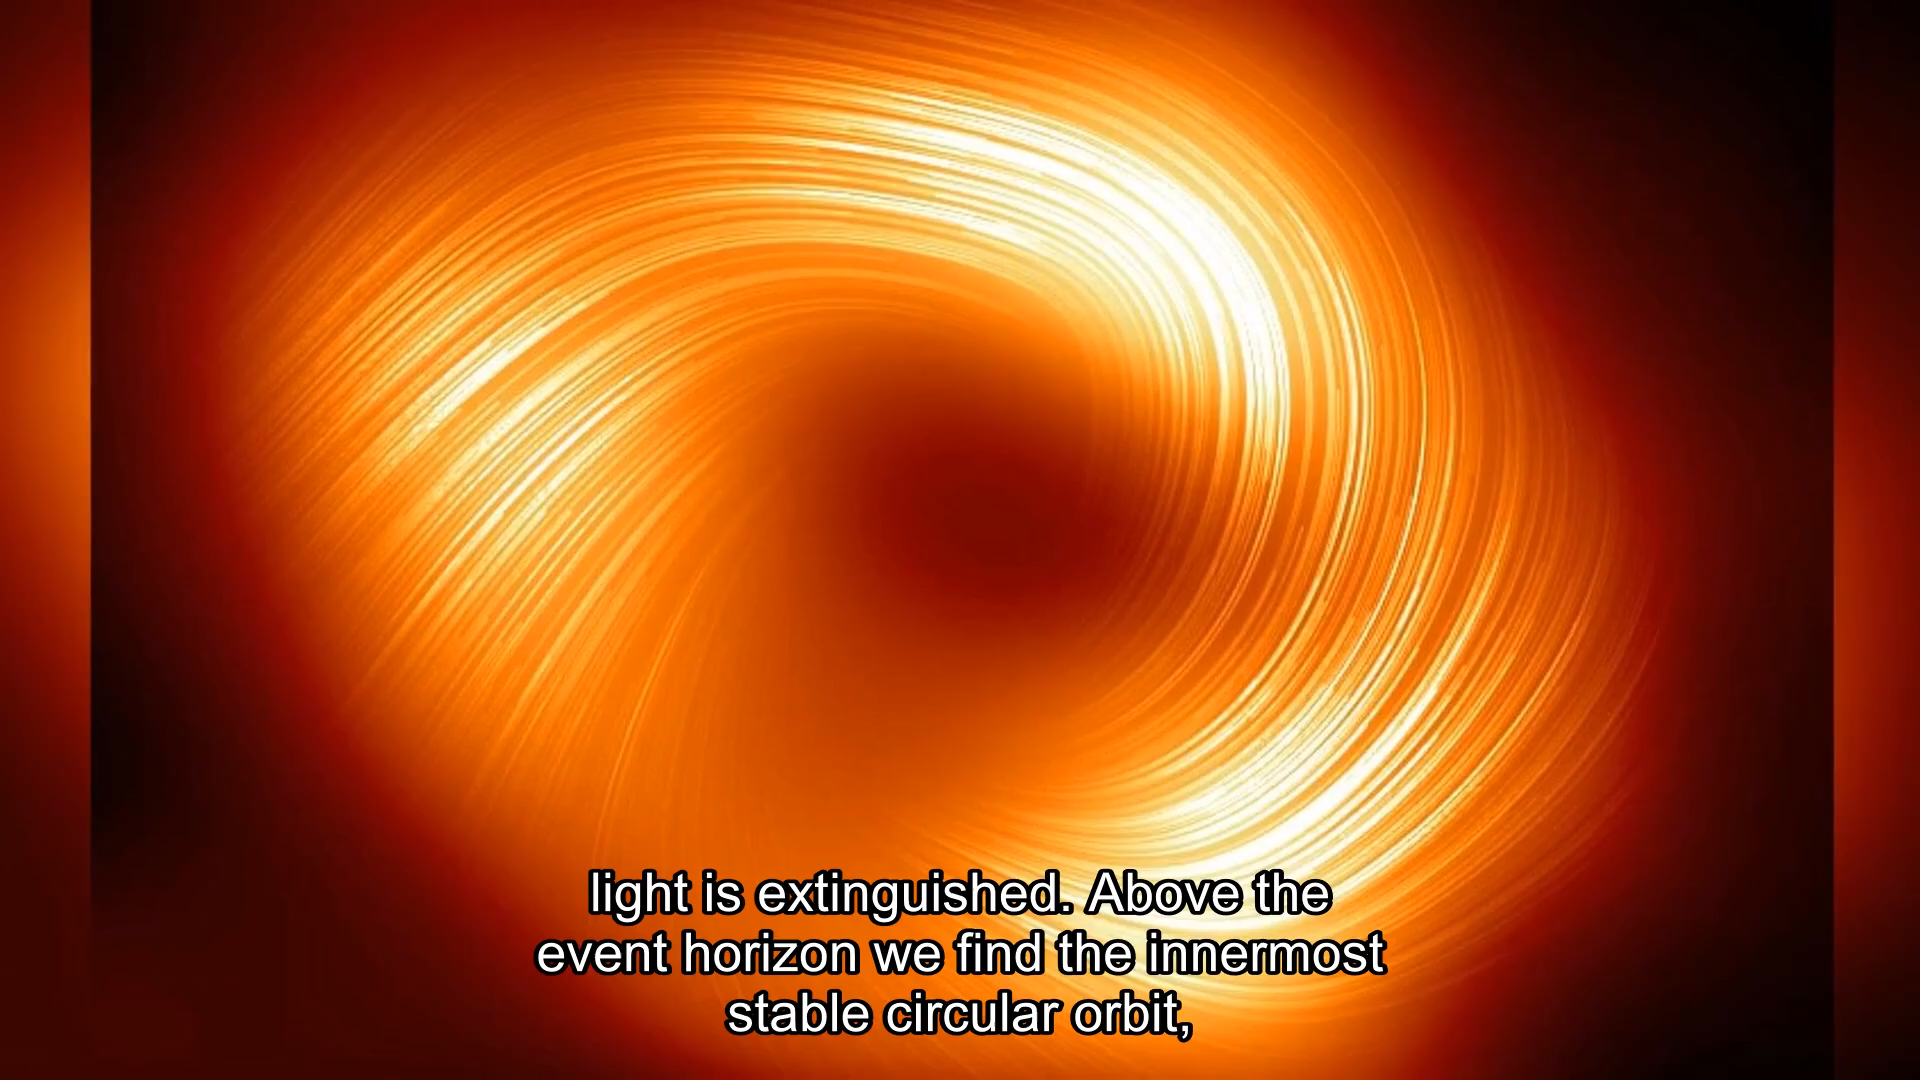 light is extinguished. Above the
event horizon we find the innermost
stable circular orbit,